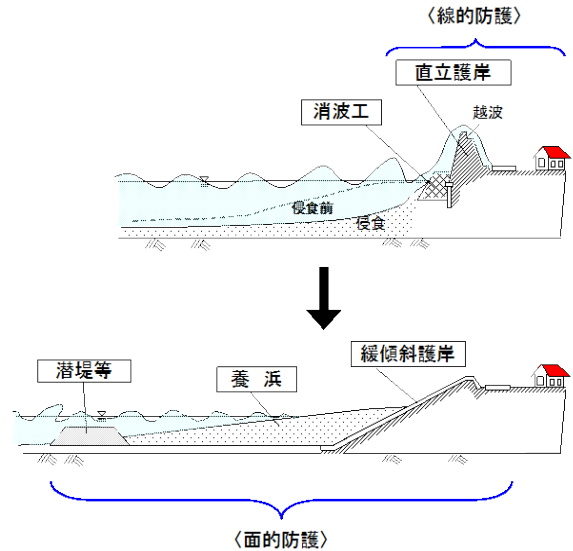 〈線的防護〉
直立護岸
消波工
越波
侵食前
侵食
緩傾斜護岸
潜堤等
養　浜
〈面的防護〉